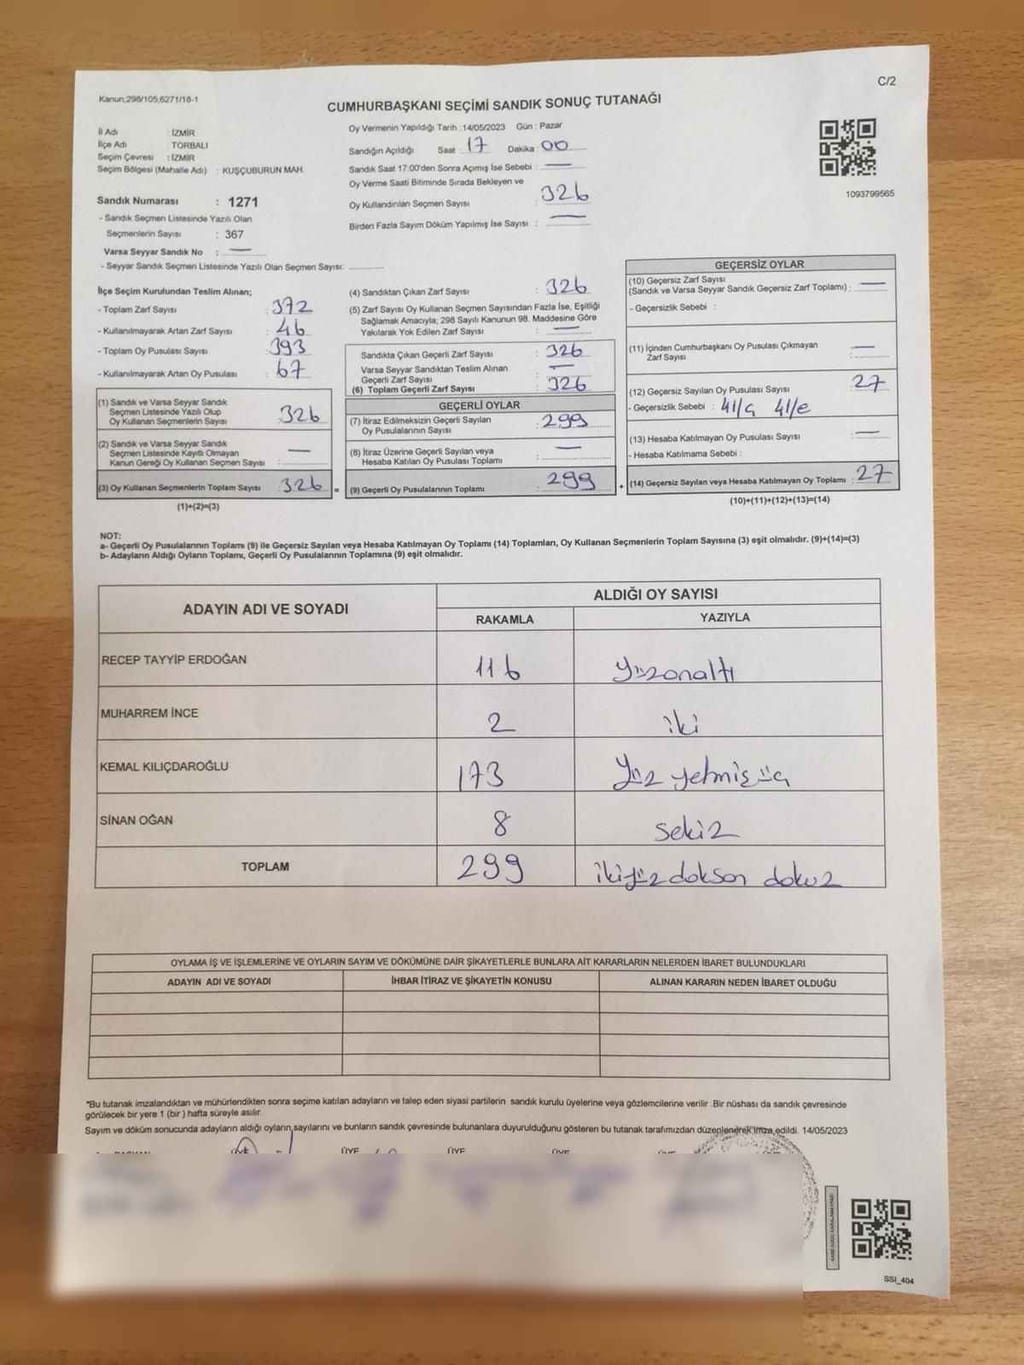 C/2
Kanun:298/105,6271/16-1
CUMHURBAŞKANI SEÇİMİ SANDIK SONUÇ TUTANAĞI
İl Adı : İZMİR
İlçe Adı : TORBALI
Seçim Çevresi : İZMİR
Seçim Bölgesi (Mahalle Adı) : KUŞÇUBURUN MAH.
Oy Vermenin Yapıldığı Tarih :14/05/2023 Gün : Pazar
Sandığın Açıldığı Saat : 17 Dakika : 00
Sandık Saat 17:00'den Sonra Açımış İse Sebebi : —
Oy Verme Saati Bitiminde Sırada Bekleyen ve
Oy Kullandırılan Seçmen Sayısı : 326
Birden Fazla Sayım Döküm Yapılmış İse Sayısı : —
1093799565
Sandık Numarası : 1271
- Sandık Seçmen Listesinde Yazılı Olan
Seçmenlerin Sayısı : 367
Varsa Seyyar Sandık No : —
- Seyyar Sandık Seçmen Listesinde Yazılı Olan Seçmen Sayısı:
İlçe Seçim Kurulundan Teslim Alınan;
- Toplam Zarf Sayısı : 372
- Kullanılmayarak Artan Zarf Sayısı : 46
- Toplam Oy Pusulası Sayısı : 393
- Kullanılmayarak Artan Oy Pusulası : 67
(1) Sandık ve Varsa Seyyar Sandık
Seçmen Listesinde Yazılı Olup
Oy Kullanan Seçmenlerin Sayısı : 326
(2) Sandık ve Varsa Seyyar Sandık
Seçmen Listesinde Kayıtlı Olmayan
Kanun Gereği Oy Kullanan Seçmen Sayısı : —
(3) Oy Kullanan Seçmenlerin Toplam Sayısı : 326
(1)+(2)=(3)
(4) Sandıktan Çıkan Zarf Sayısı : 326
(5) Zarf Sayısı Oy Kullanan Seçmen Sayısından Fazla İse, Eşitliği
Sağlamak Amacıyla; 298 Sayılı Kanunun 98. Maddesine Göre
Yakılarak Yok Edilen Zarf Sayısı : —
Sandıkta Çıkan Geçerli Zarf Sayısı : 326
Varsa Seyyar Sandıktan Teslim Alınan
Geçerli Zarf Sayısı : —
(6) Toplam Geçerli Zarf Sayısı : 326
GEÇERLİ OYLAR
(7) İtiraz Edilmeksizin Geçerli Sayılan
Oy Pusulalarının Sayısı : 299
(8) İtiraz Üzerine Geçerli Sayılan veya
Hesaba Katılan Oy Pusulası Toplamı : —
= (9) Geçerli Oy Pusulalarının Toplamı : 299
GEÇERSİZ OYLAR
(10) Geçersiz Zarf Sayısı
(Sandık ve Varsa Seyyar Sandık Geçersiz Zarf Toplamı) : —
- Geçersizlik Sebebi :
(11) İçinden Cumhurbaşkanı Oy Pusulası Çıkmayan
Zarf Sayısı : —
(12) Geçersiz Sayılan Oy Pusulası Sayısı : 27
- Geçersizlik Sebebi : 41/a 41/e
(13) Hesaba Katılmayan Oy Pusulası Sayısı : —
- Hesaba Katılmama Sebebi :
+ (14) Geçersiz Sayılan veya Hesaba Katılmayan Oy Toplamı : 27
(10)+(11)+(12)+(13)=(14)
NOT:
a- Geçerli Oy Pusulalarının Toplamı (9) ile Geçersiz Sayılan veya Hesaba Katılmayan Oy Toplamı (14) Toplamları, Oy Kullanan Seçmenlerin Toplam Sayısına (3) eşit olmalıdır. (9)+(14)=(3)
b- Adayların Aldığı Oyların Toplamı, Geçerli Oy Pusulalarının Toplamına (9) eşit olmalıdır.
ADAYIN ADI VE SOYADI
ALDIĞI OY SAYISI
RAKAMLA YAZIYLA
RECEP TAYYİP ERDOĞAN 116 yüzonaltı
MUHARREM İNCE 2 iki
KEMAL KILIÇDAROĞLU 173 yüz yetmiş üç
SİNAN OĞAN 8 sekiz
TOPLAM 299 ikiyüz doksan dokuz
OYLAMA İŞ VE İŞLEMLERİNE VE OYLARIN SAYIM VE DÖKÜMÜNE DAİR ŞİKAYETLERLE BUNLARA AİT KARARLARIN NELERDEN İBARET BULUNDUKLARI
ADAYIN ADI VE SOYADI İHBAR İTİRAZ VE ŞİKAYETİN KONUSU ALINAN KARARIN NEDEN İBARET OLDUĞU
*Bu tutanak imzalandıktan ve mühürlendikten sonra seçime katılan adayların ve talep eden siyasi partilerin sandık kurulu üyelerine veya gözlemcilerine verilir .Bir nüshası da sandık çevresinde
görülecek bir yere 1 (bir ) hafta süreyle asılır.
Sayım ve döküm sonucunda adayların aldığı oyların sayılarını ve bunların sandık çevresinde bulunanlara duyurulduğunu gösteren bu tutanak tarafımızdan düzenlenerek imza edildi. 14/05/2023
ÜYE ÜYE ÜYE
SSI_404